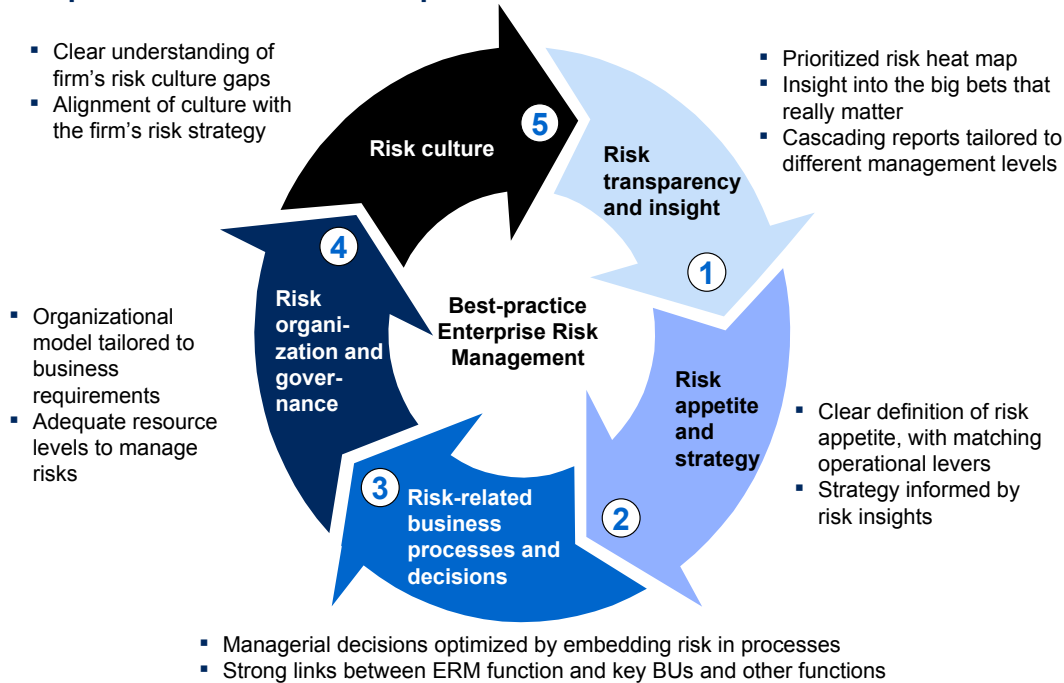 ▪ Clear understanding of
firm's risk culture gaps
▪ Alignment of culture with
the firm's risk strategy
▪ Prioritized risk heat map
▪ Insight into the big bets that
really matter
▪ Cascading reports tailored to
different management levels
5
Risk culture
Risk
transparency
and insight
1
4
Risk
organi-
zation and
gover-
nance
Best-practice
Enterprise Risk
Management
▪ Organizational
model tailored to
business
requirements
▪ Adequate resource
levels to manage
risks
Risk
appetite
and
strategy
2
▪ Clear definition of risk
appetite, with matching
operational levers
▪ Strategy informed by
risk insights
3
Risk-related
business
processes and
decisions
▪ Managerial decisions optimized by embedding risk in processes
▪ Strong links between ERM function and key BUs and other functions